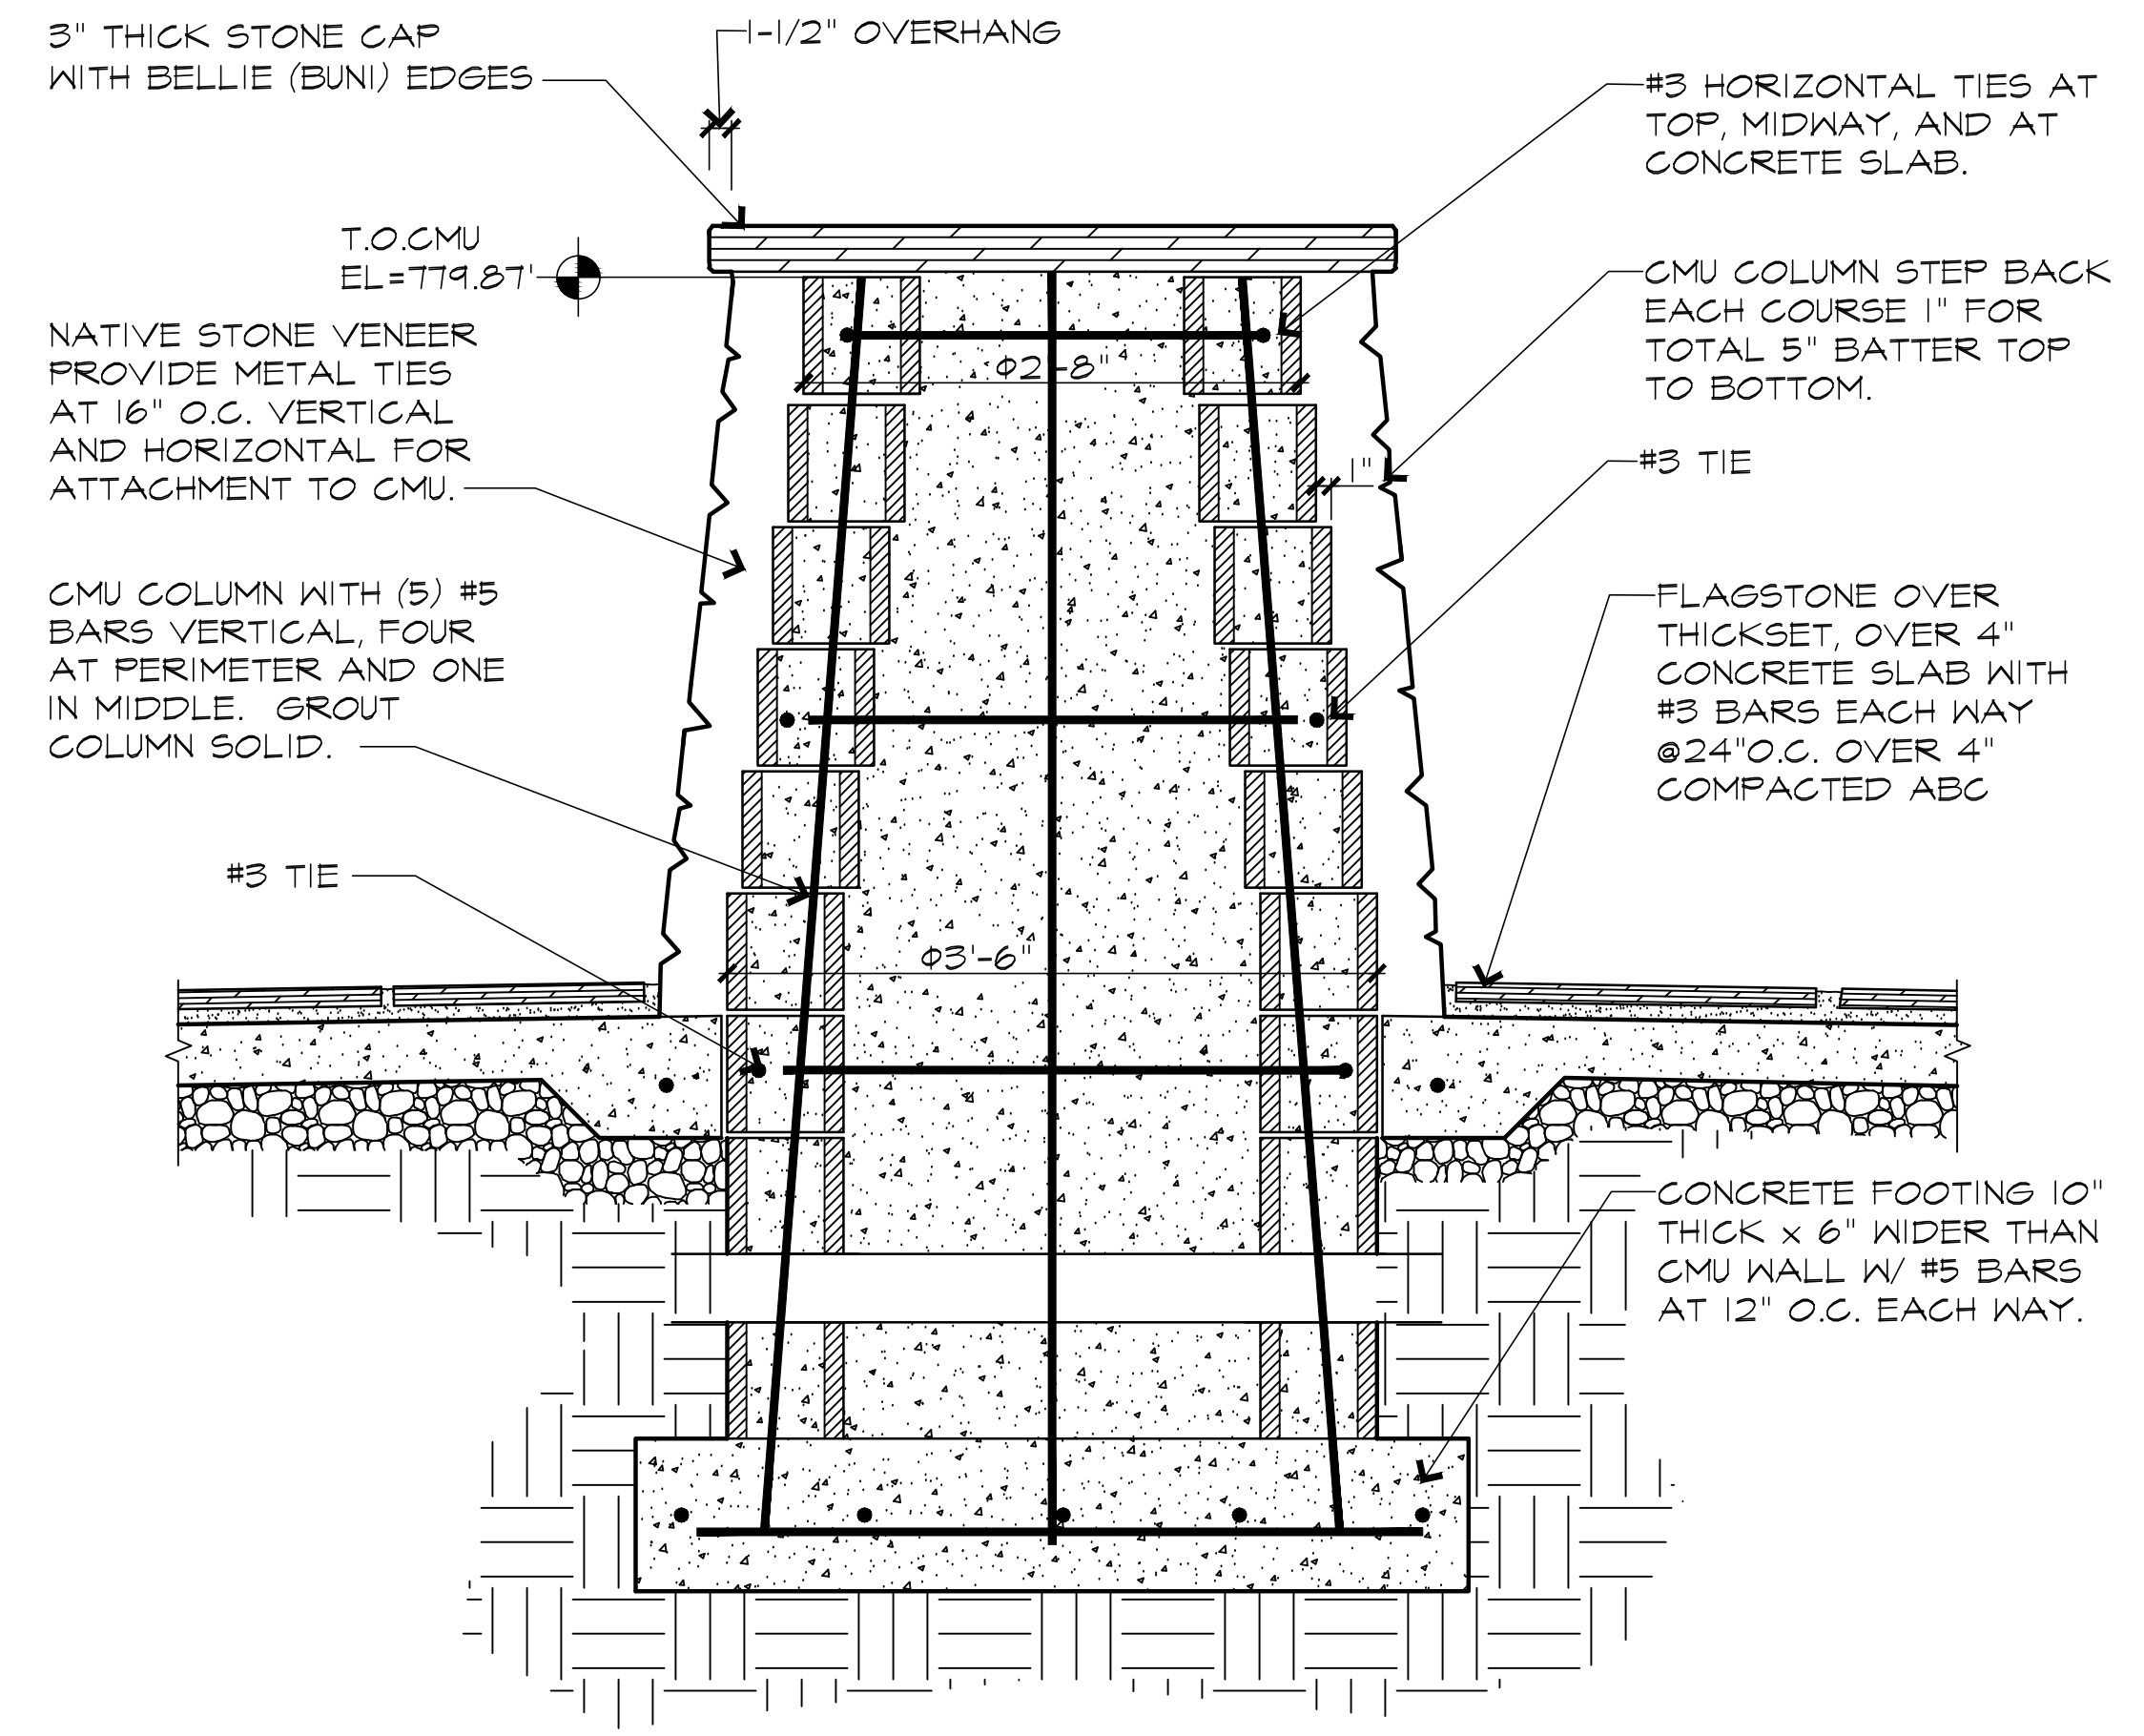 3" THICK STONE CAP
WITH BELLIE (BUNI) EDGES
1-1/2" OVERHANG
#3 HORIZONTAL TIES AT
TOP, MIDWAY, AND AT
CONCRETE SLAB.
T.O.CMU
EL=779.87'
CMU COLUMN STEP BACK
EACH COURSE 1" FOR
TOTAL 5" BATTER TOP
TO BOTTOM.
NATIVE STONE VENEER
PROVIDE METAL TIES
AT 16" O.C. VERTICAL
AND HORIZONTAL FOR
ATTACHMENT TO CMU.
Φ2'-8"
1"
#3 TIE
CMU COLUMN WITH (5) #5
BARS VERTICAL, FOUR
AT PERIMETER AND ONE
IN MIDDLE. GROUT
COLUMN SOLID.
FLAGSTONE OVER
THICKSET, OVER 4"
CONCRETE SLAB WITH
#3 BARS EACH WAY
@24"O.C. OVER 4"
COMPACTED ABC
#3 TIE
Φ3'-6"
CONCRETE FOOTING 10"
THICK x 6" WIDER THAN
CMU WALL W/ #5 BARS
AT 12" O.C. EACH WAY.